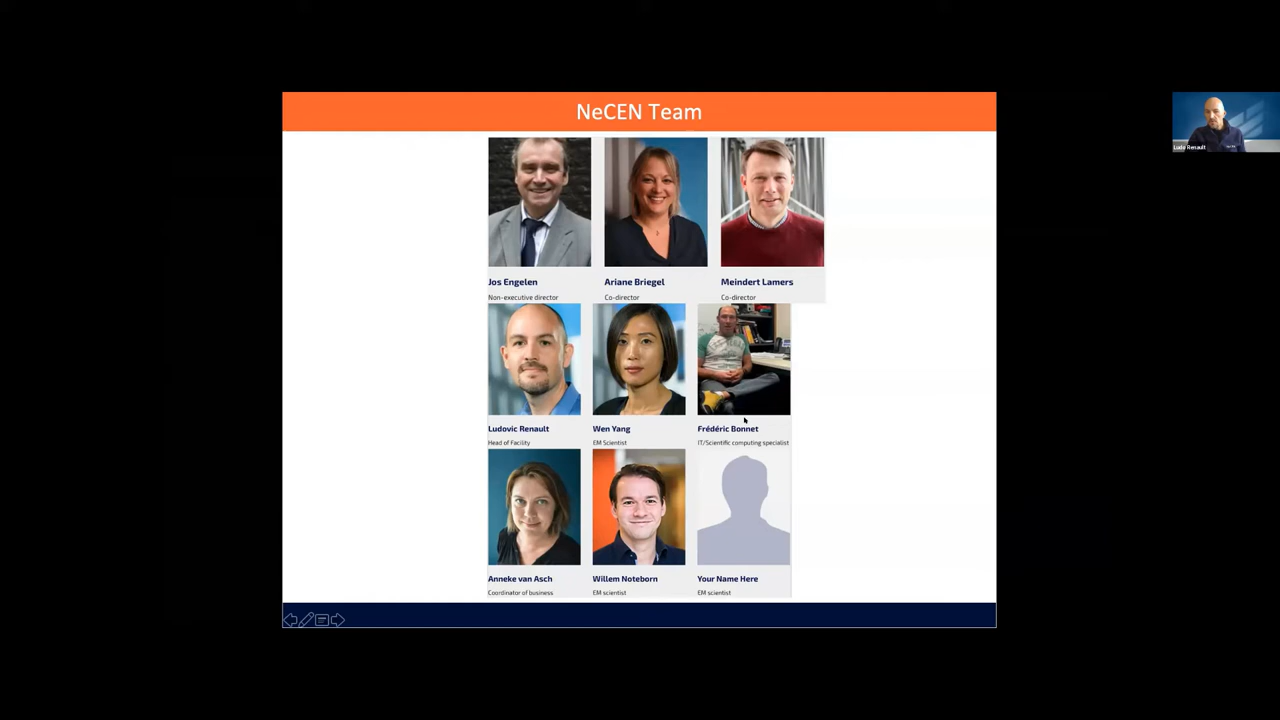 NeCEN Team
Jos Engelen
Ariane Briegel
Meindert Lamers
Non-executive director
Co-director
Co-director
Ludovic Renault
Wen Yang
Frédéric Bonnet
Head of Facility
EM Scientist
IT/Scientific computing specialist
Anneke van Asch
Willem Noteborn
Your Name Here
Coordinator of business
EM scientist
EM scientist
Ludo Renault